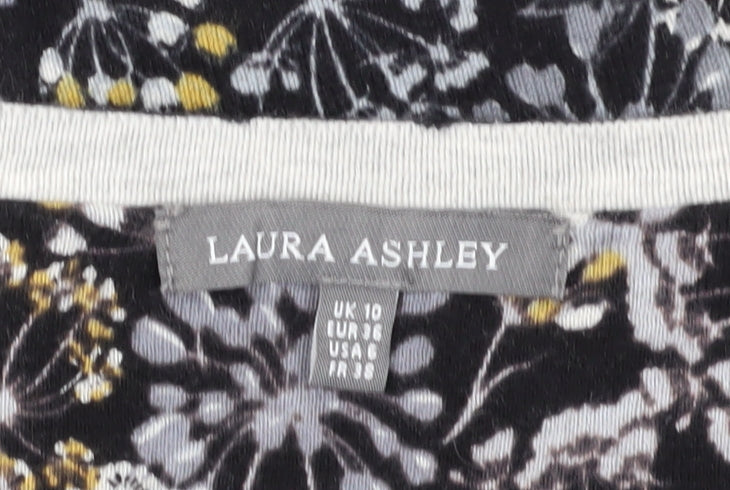 LAURA ASHLEY
UK 10
EUR 36
USA 6
FR 38